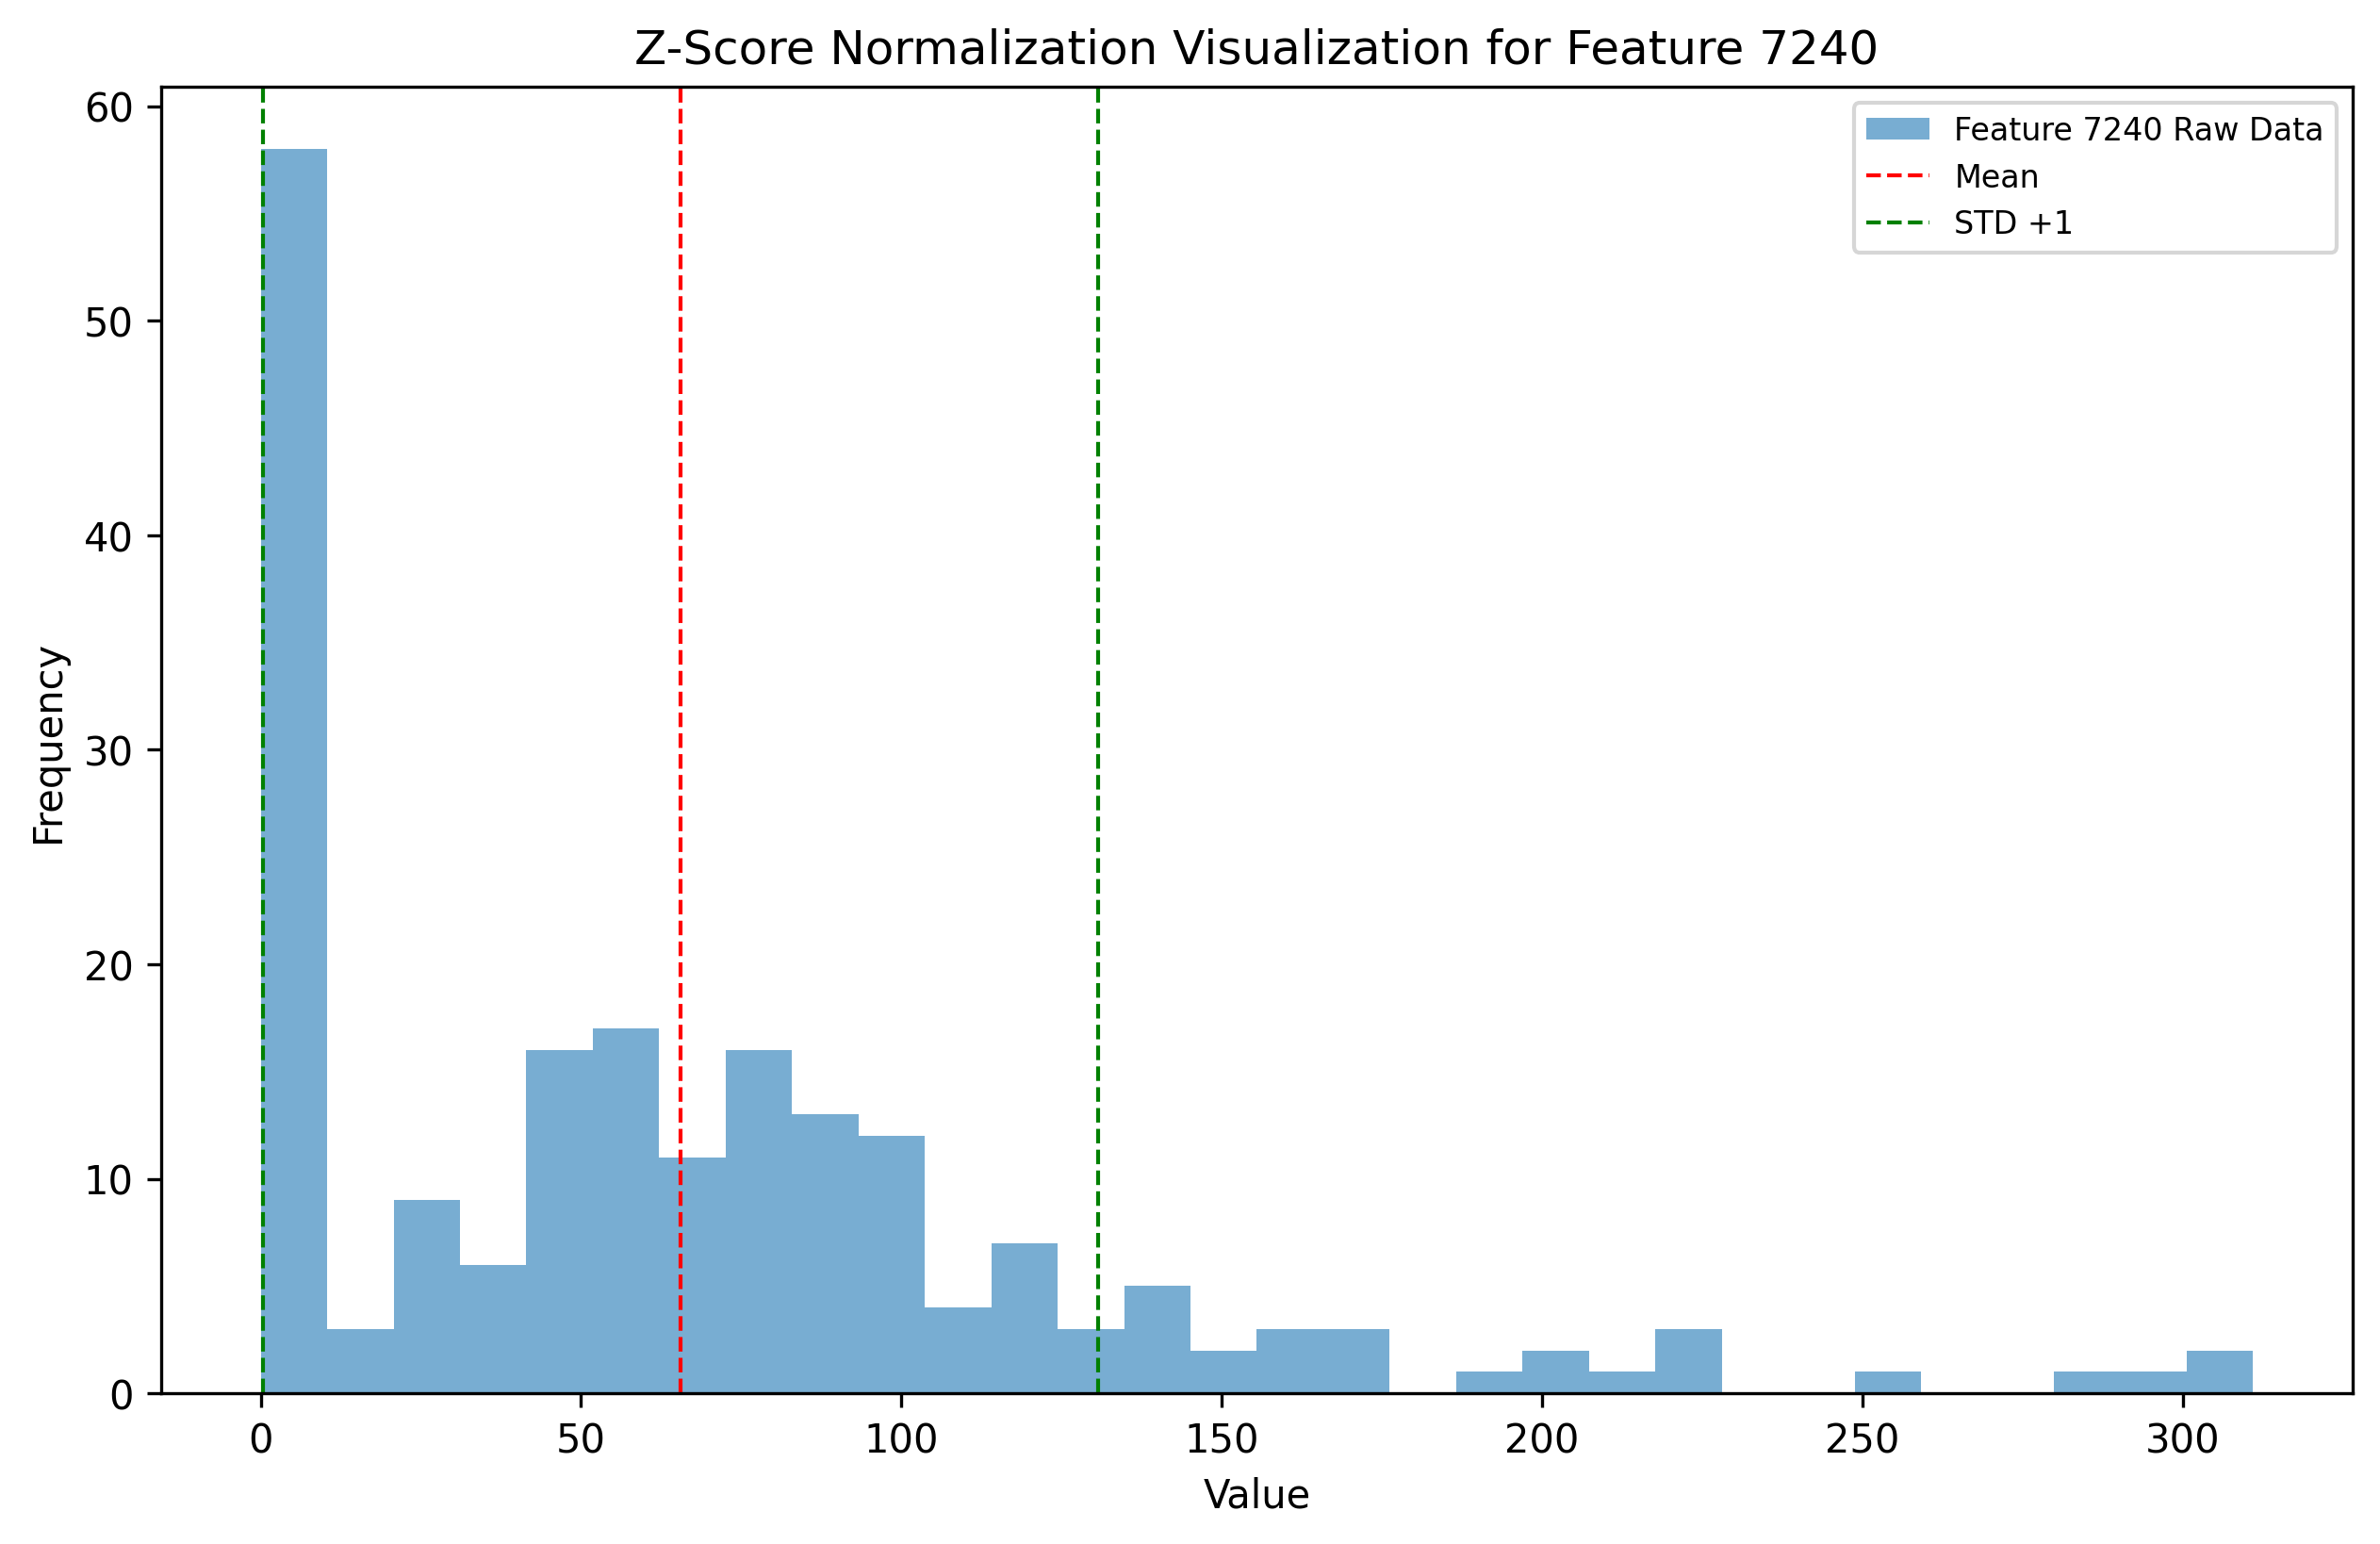 Z-Score Normalization Visualization for Feature 7240
Feature 7240 Raw Data
Mean
STD +1
Frequency
60
50
40
30
20
10
0
0 50 100 150 200 250 300
Value